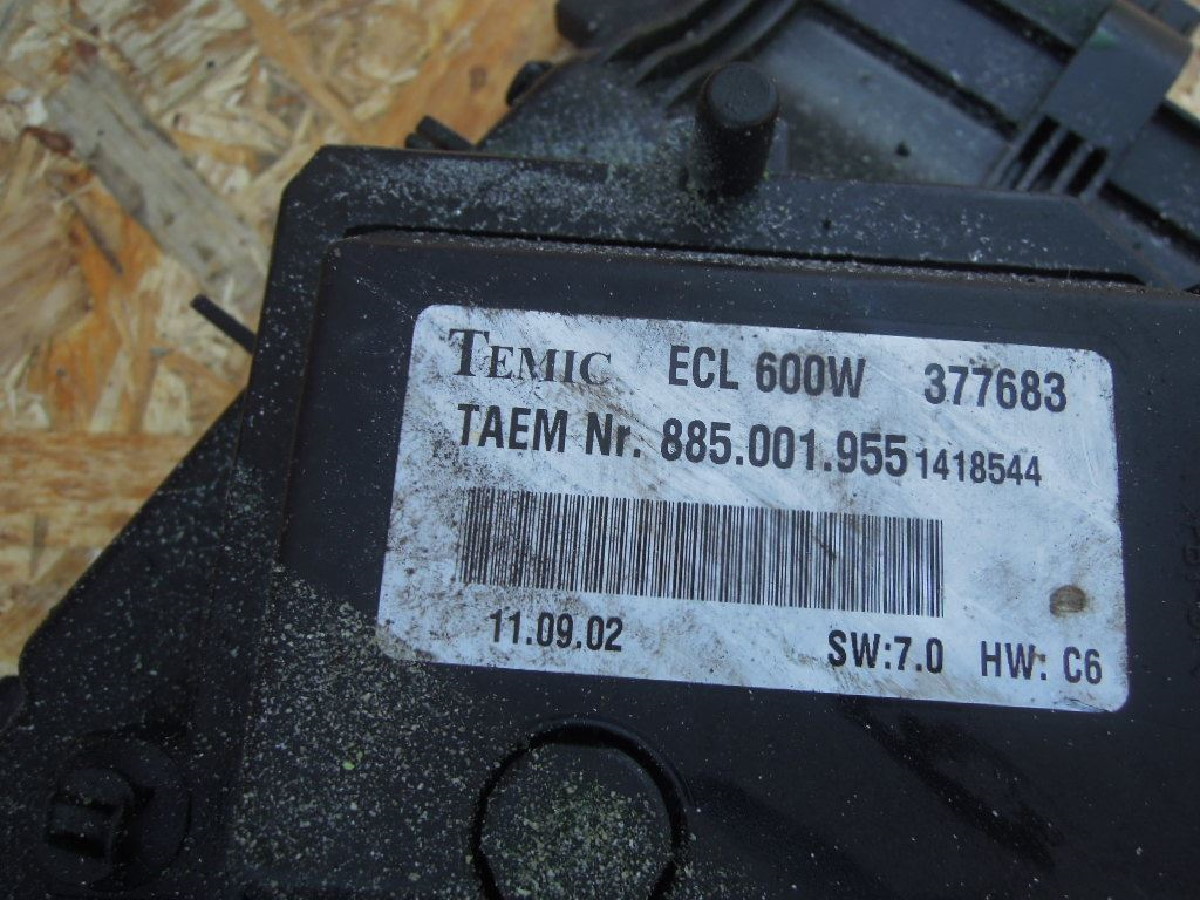 TEMIC ECL 600W 377683
TAEM Nr. 885.001.955 1418544
11.09.02 SW:7.0 HW: C6